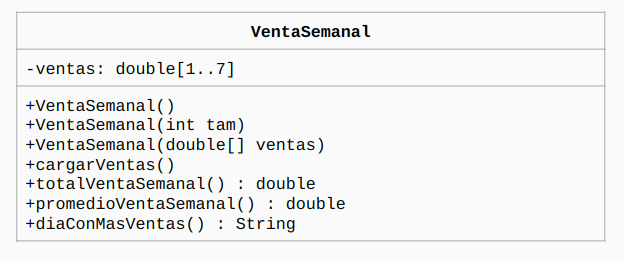 VentaSemanal
-ventas: double[1..7]
+VentaSemanal()
+VentaSemanal(int tam)
+VentaSemanal(double[] ventas)
+cargarVentas()
+totalVentaSemanal() : double
+promedioVentaSemanal() : double
+diaConMasVentas() : String